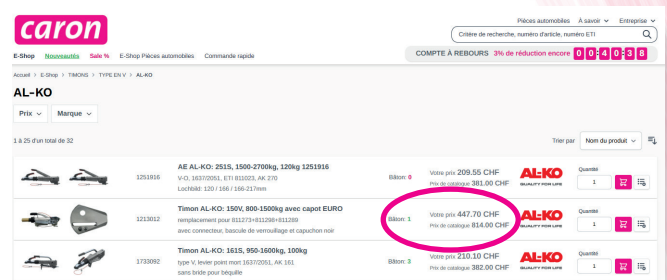 caron
Pièces automobiles À savoir Entreprise
Critère de recherche, numéro d'article, numéro ETI
E-Shop Nouveautés Sale % E-Shop Pièces automobiles Commande rapide
COMPTE À REBOURS 3% de réduction encore 0 0 : 4 0 : 3 8
Accueil > E-Shop > TIMONS > TYPE EN V > AL-KO
AL-KO
Prix Marque
1 à 25 d'un total de 32
Trier par Nom du produit
1251916
AE AL-KO: 251S, 1500-2700kg, 120kg 1251916
V-O, 1637/2051, ETI 811023, AK 270
Lochbild: 120 / 166 / 166-217mm
Bâton: 0
Votre prix 209.55 CHF
Prix de catalogue 381.00 CHF
AL-KO
QUALITY FOR LIFE
Quantité
1
1213012
Timon AL-KO: 150V, 800-1500kg avec capot EURO
remplacement pour 811273+811298+811289
avec connecteur, bascule de verrouillage et capuchon noir
Bâton: 1
Votre prix 447.70 CHF
Prix de catalogue 814.00 CHF
AL-KO
QUALITY FOR LIFE
Quantité
1
1733092
Timon AL-KO: 161S, 950-1600kg, 100kg
type V, levier point mort 1637/2051, AK 161
sans bride pour béquille
Bâton: 3
Votre prix 210.10 CHF
Prix de catalogue 382.00 CHF
AL-KO
QUALITY FOR LIFE
Quantité
1